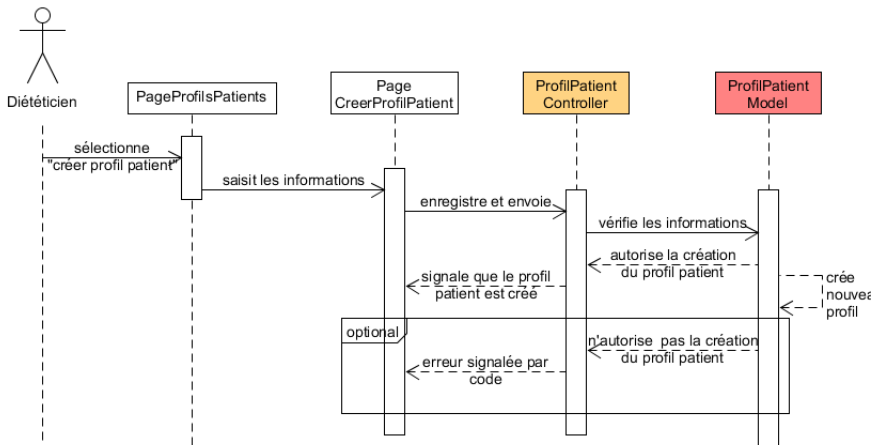 Diététicien
PageProfilsPatients
Page
CreerProfilPatient
ProfilPatient
Controller
ProfilPatient
Model
sélectionne
"créer profil patient"
saisit les informations
enregistre et envoie
vérifie les informations
autorise la création
du profil patient
signale que le profil
patient est créé
crée
nouvea
profil
optional
n'autorise pas la création
du profil patient
erreur signalée par
code